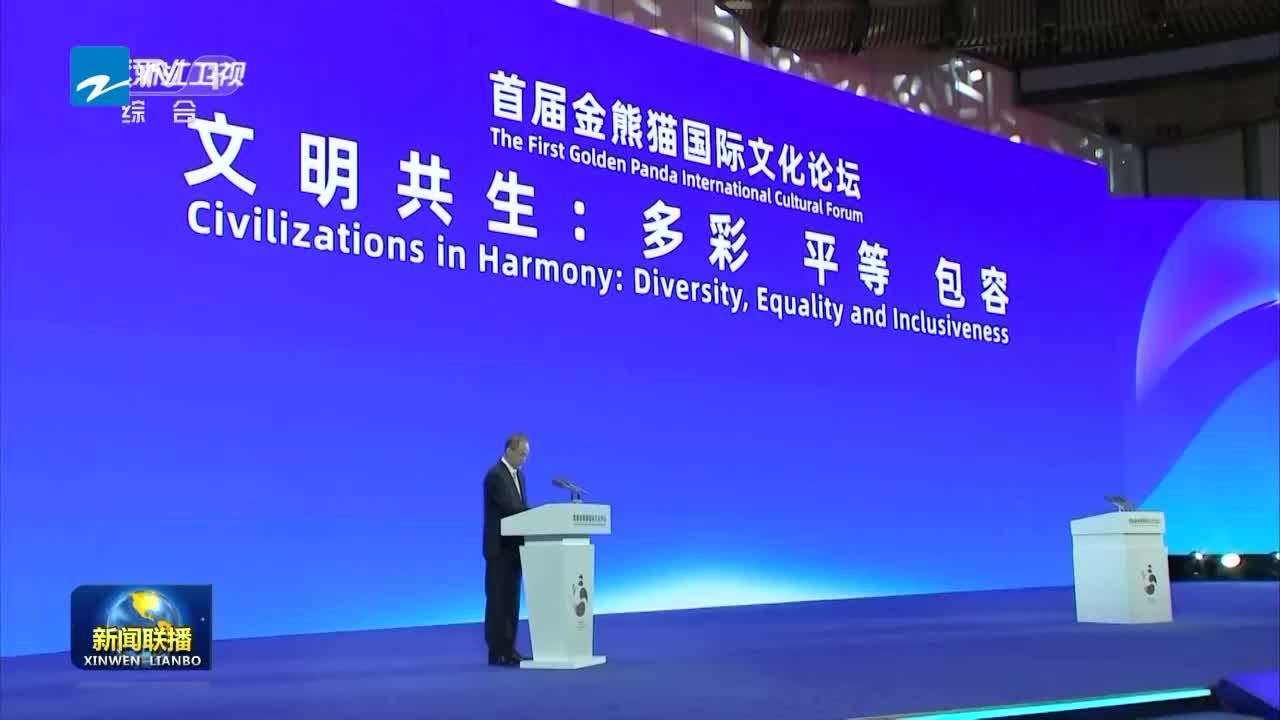 卫视
综合
首届金熊猫国际文化论坛
The First Golden Panda International Cultural Forum
文明共生：多彩 平等 包容
Civilizations in Harmony: Diversity, Equality and Inclusiveness
新闻联播
XINWEN LIANBO